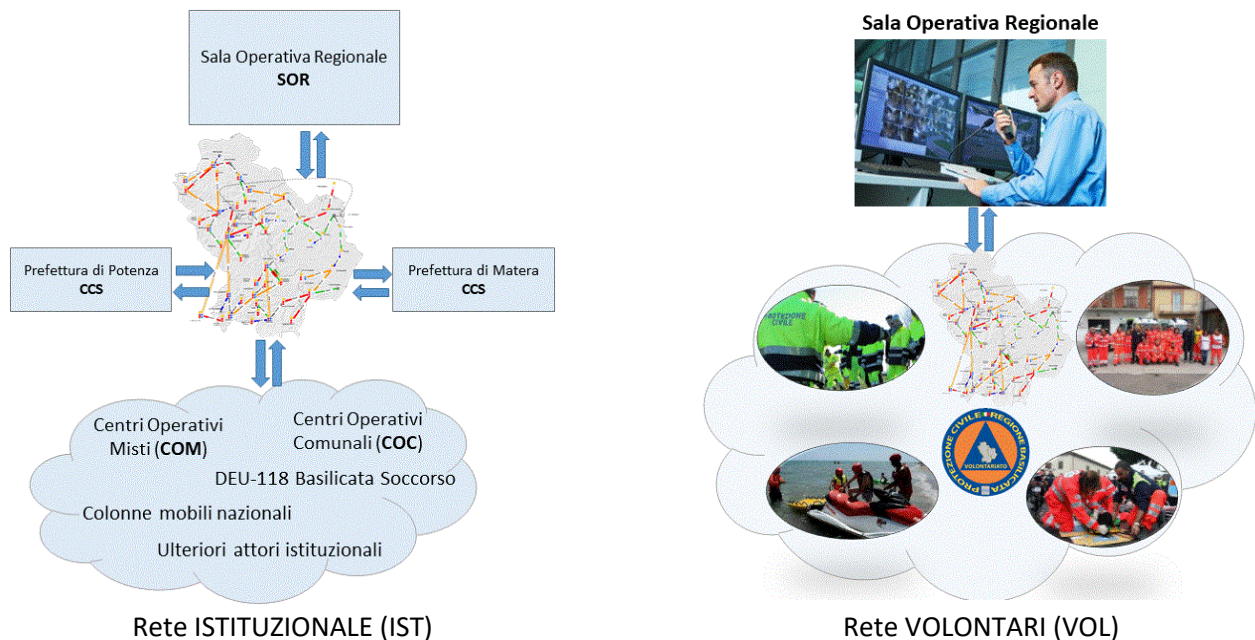 Sala Operativa Regionale
SOR
Prefettura di Potenza
CCS
Prefettura di Matera
CCS
Centri Operativi
Misti (COM)
Centri Operativi
Comunali (COC)
DEU-118 Basilicata Soccorso
Colonne mobili nazionali
Ulteriori attori istituzionali
Rete ISTITUZIONALE (IST)
Sala Operativa Regionale
PROTEZIONE
CIVILE
PROTEZIONE CIVILE REGIONE BASILICATA
VOLONTARIATO
Rete VOLONTARI (VOL)